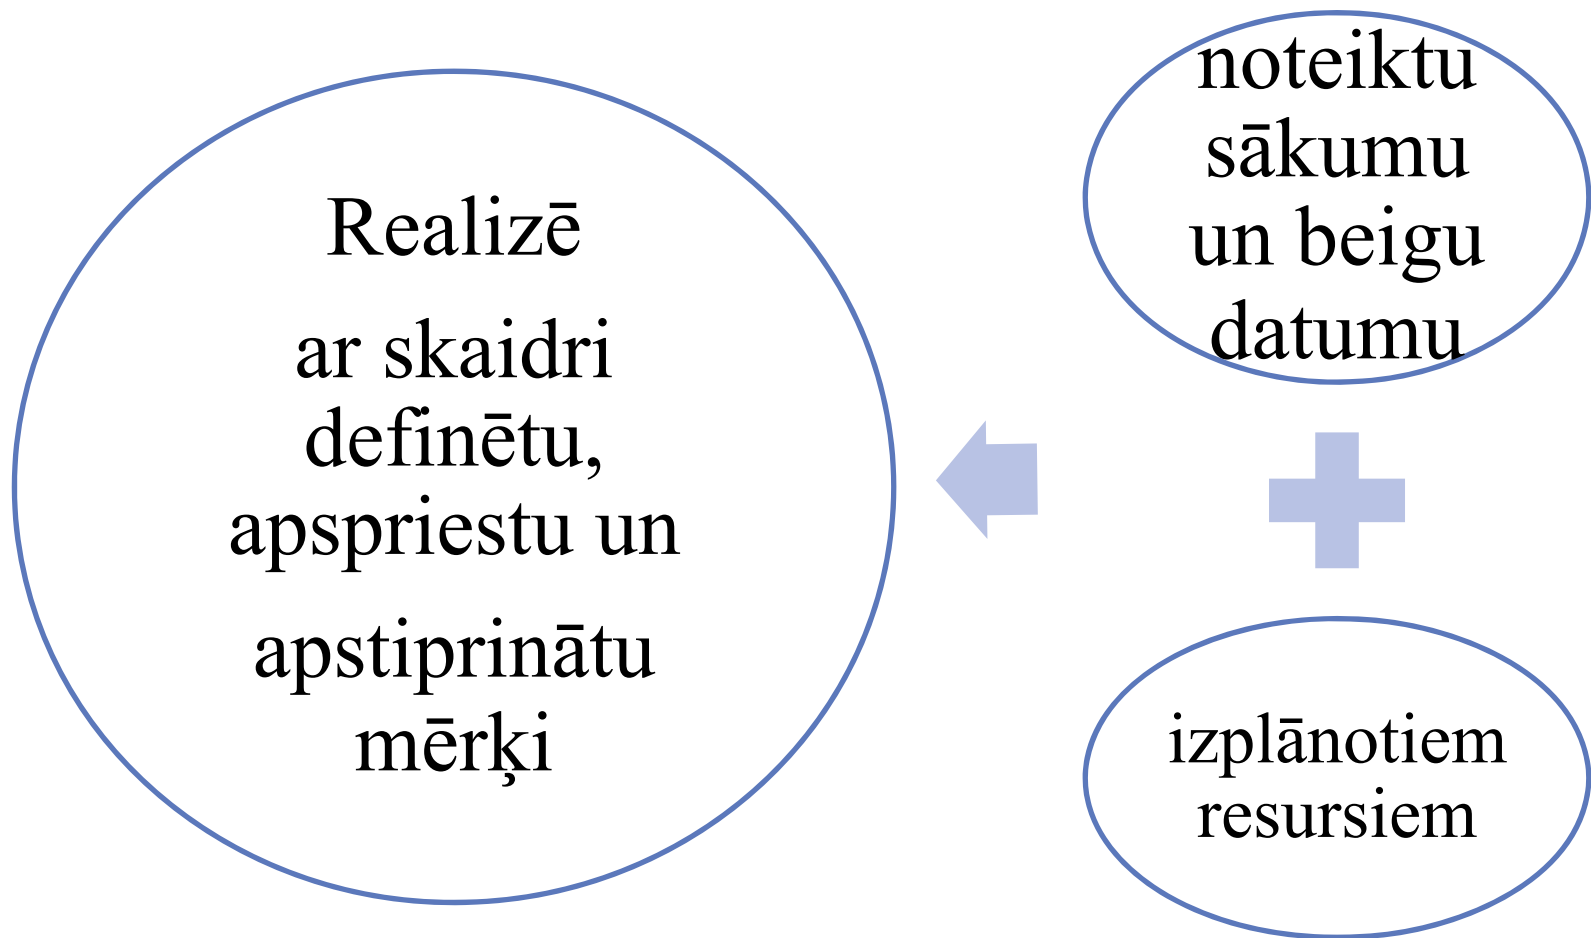 Realizē
ar skaidri
definētu,
apspriestu un
apstiprinātu
mērķi
noteiktu
sākumu
un beigu
datumu
izplānotiem
resursiem